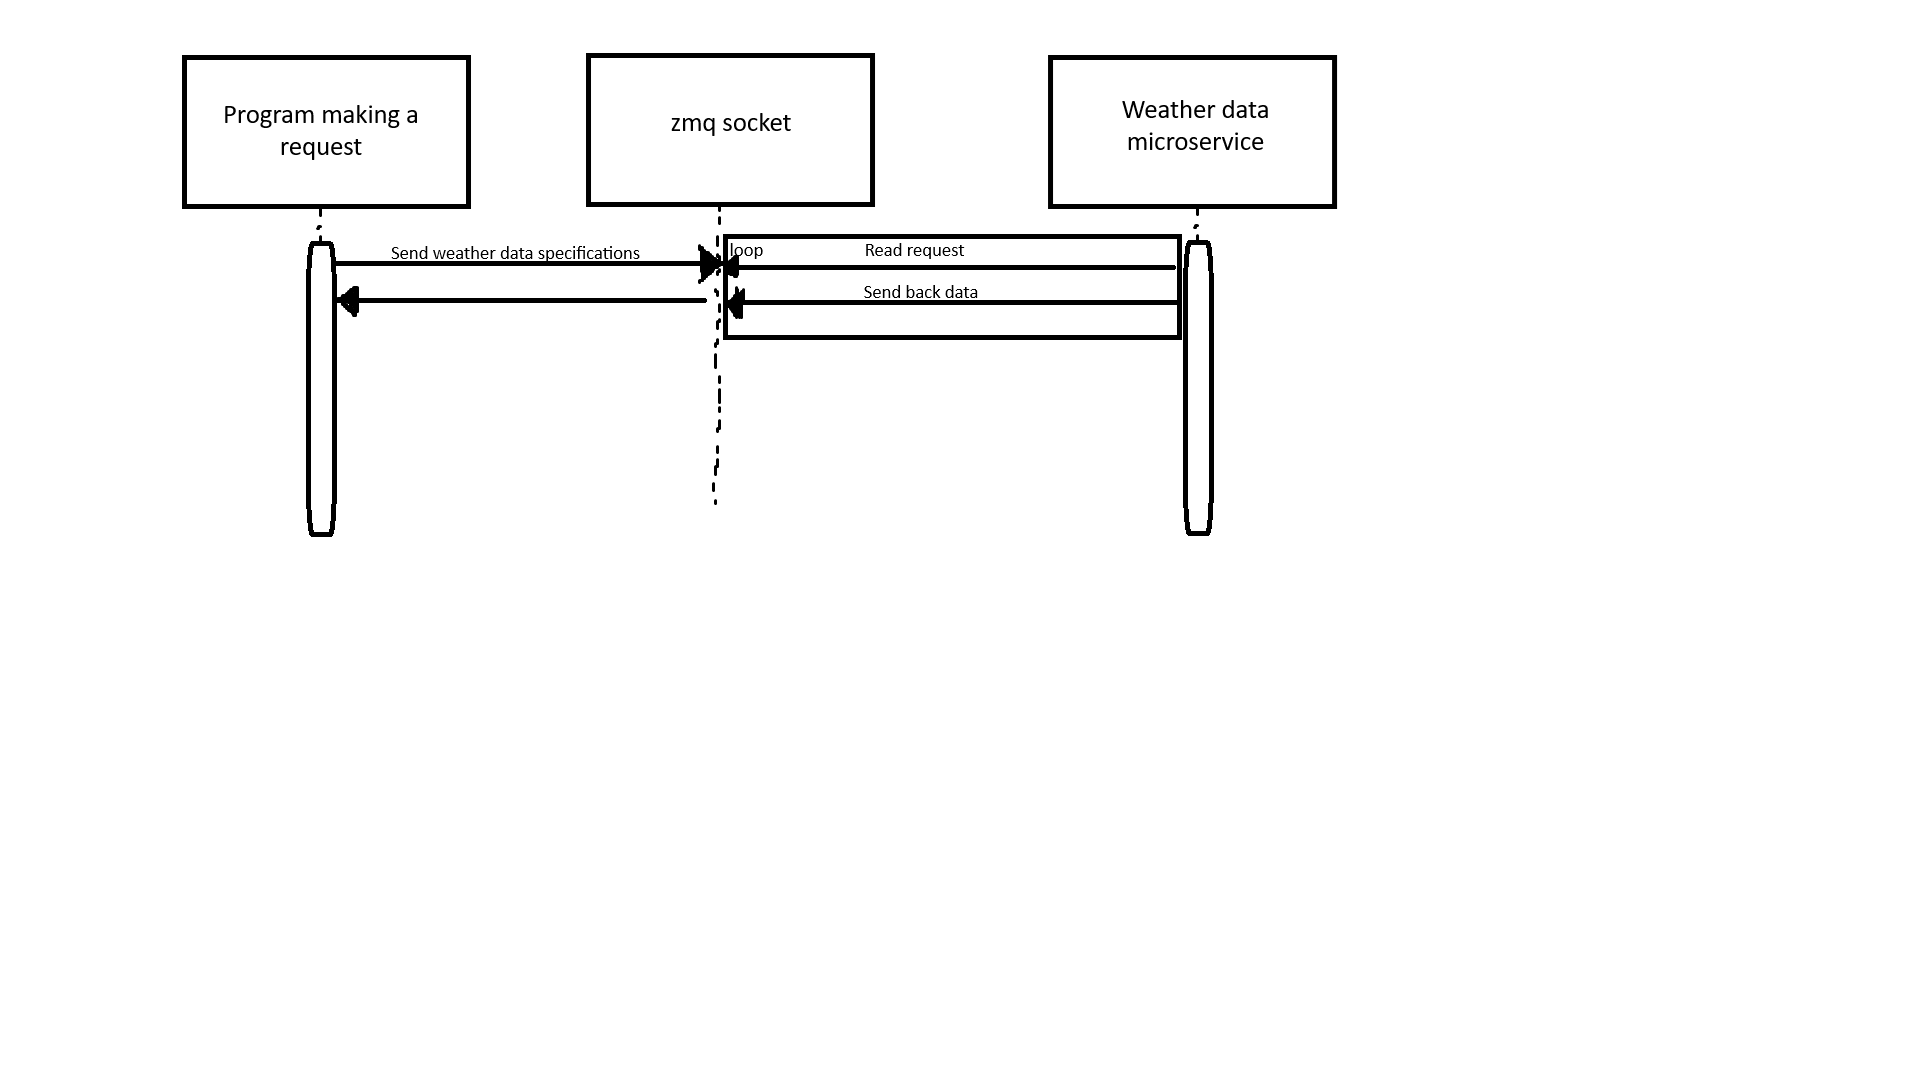 Program making a
request
zmq socket
Weather data
microservice
Send weather data specifications
loop
Read request
Send back data